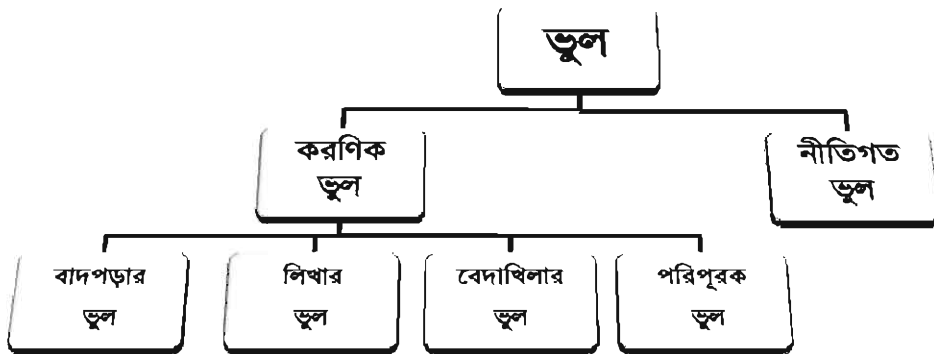 ভুল
করণিক
ভুল
নীতিগত
ভুল
বাদপড়ার
ভুল
লিখার
ভুল
বেদাখিলার
ভুল
পরিপূরক
ভুল